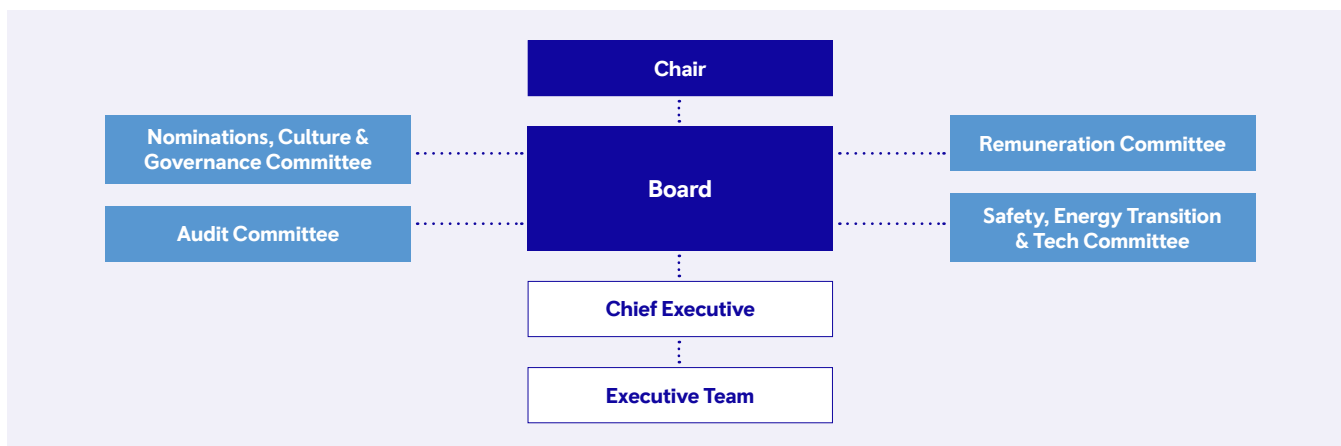 Chair
Nominations, Culture &
Governance Committee
Remuneration Committee
Board
Audit Committee
Safety, Energy Transition
& Tech Committee
Chief Executive
Executive Team